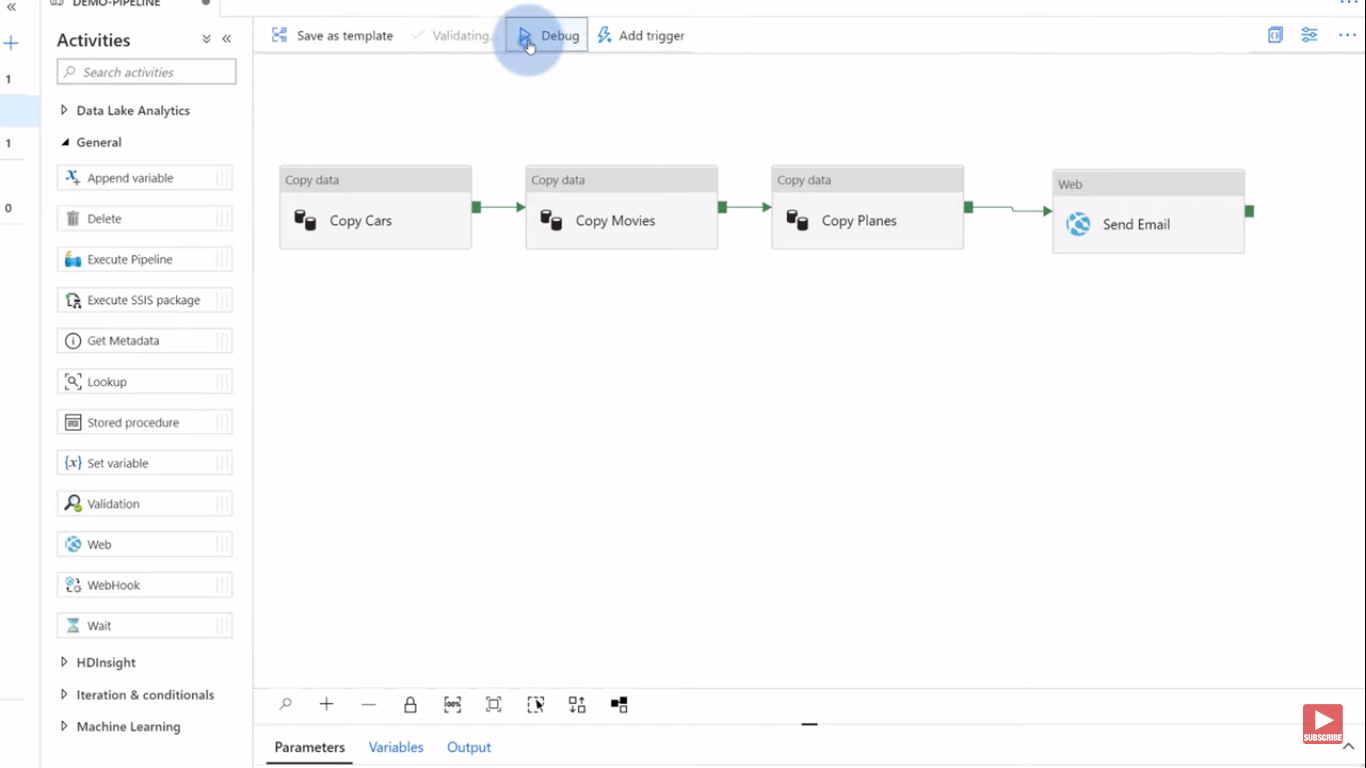 DEMO-PIPELINE
Activities
Search activities
Data Lake Analytics
General
Append variable
Delete
Execute Pipeline
Execute SSIS package
Get Metadata
Lookup
Stored procedure
Set variable
Validation
Web
WebHook
Wait
HDInsight
Iteration & conditionals
Machine Learning
1
1
0
Save as template
Validating...
Debug
Add trigger
Copy data
Copy Cars
Copy data
Copy Movies
Copy data
Copy Planes
Web
Send Email
100%
Parameters
Variables
Output
SUBSCRIBE